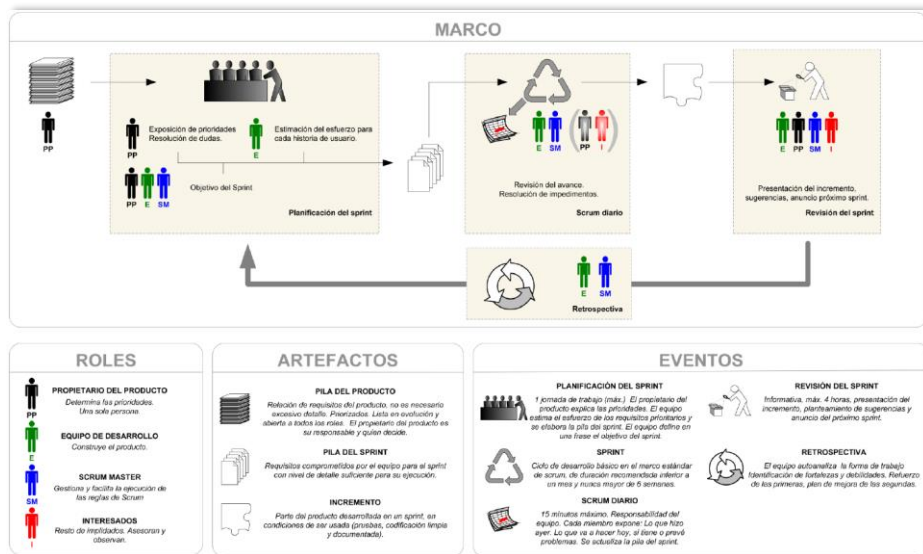 MARCO
PP
PP
Exposición de prioridades
Resolución de dudas.
E
Estimación del esfuerzo para
cada historia de usuario.
PP E SM
Objetivo del Sprint
Planificación del sprint
E SM PP I
Revisión del avance.
Resolución de impedimentos.
Scrum diario
E PP SM I
Presentación del incremento,
sugerencias, anuncio próximo sprint.
Revisión del sprint
E SM
Retrospectiva
ROLES
PROPIETARIO DEL PRODUCTO
Determina las prioridades.
Una sola persona.
PP
EQUIPO DE DESARROLLO
Construye el producto.
E
SCRUM MASTER
Gestiona y facilita la ejecución de
las reglas de Scrum
SM
INTERESADOS
Resto de implidados. Asesoran y
observan.
I
ARTEFACTOS
PILA DEL PRODUCTO
Relación de requisitos del producto, no es necesario
excesivo detalle. Priorizados. Lista en evolución y
abierta a todos los roles. El propietario del producto es
su responsable y quien decide.
PILA DEL SPRINT
Requisitos comprometidos por el equipo para el sprint
con nivel de detalle suficiente para su ejecución.
INCREMENTO
Parte del producto desarrollada en un sprint, en
condiciones de ser usada (pruebas, codificación limpia y
documentada).
EVENTOS
PLANIFICACIÓN DEL SPRINT
1 jornada de trabajo (máx.) El propietario del
producto explica las prioridades. El equipo
estima el esfuerzo de los requisitos prioritarios y
se elabora la pila del sprint. El equipo define en
una frase el objetivo del sprint.
SPRINT
Ciclo de desarrollo básico en el marco estándar
de scrum, de duración recomendada inferior a
un mes y nunca mayor de 6 semanas.
SCRUM DIARIO
15 minutos máximo. Responsabilidad del
equipo. Cada miembro expone: Lo que hizo
ayer. Lo que va a hacer hoy, si tiene o prevé
problemas. Se actualiza la pila del sprint.
REVISIÓN DEL SPRINT
Informativa, máx. 4 horas, presentación del
incremento, planteamiento de sugerencias y
anuncio del próximo sprint.
RETROSPECTIVA
El equipo autoanaliza la forma de trabajo
Identificación de fortalezas y debilidades. Refuerzo
de las primeras, plan de mejora de las segundas.